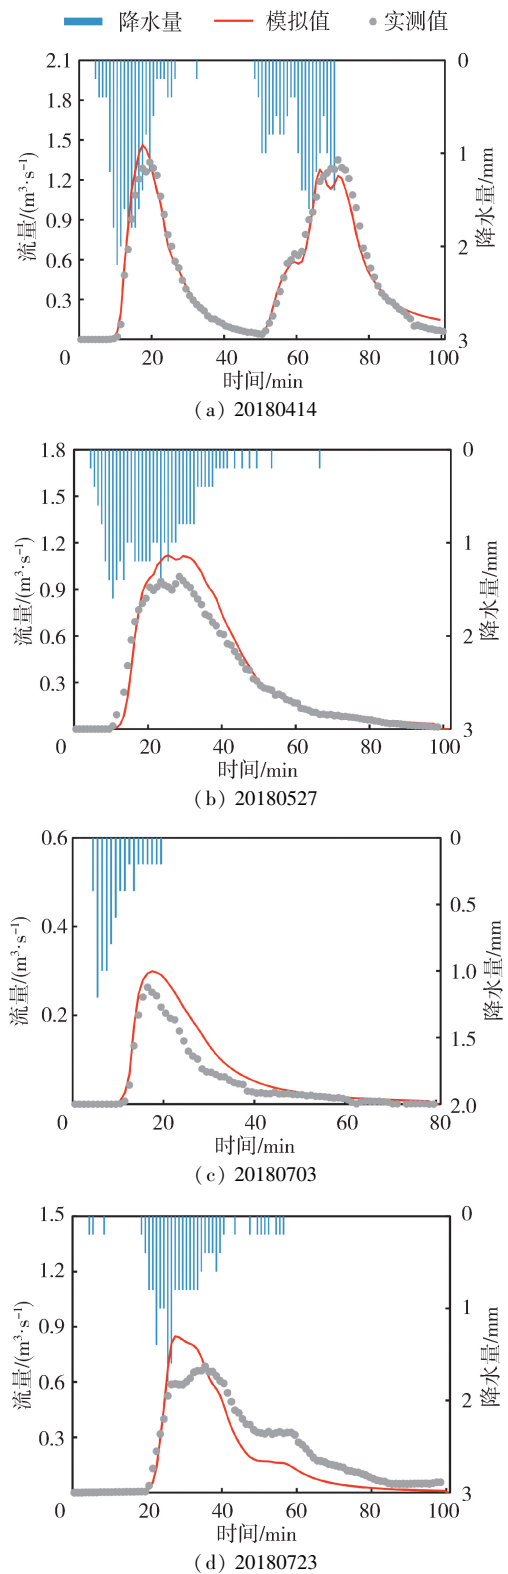 降水量 模拟值 实测值
2.1 0
1.8
1.5 1
1.2
0.9 2
0.6
0.3
0 20 40 60 80 100 3
流量/(m³·s⁻¹)
降水量/mm
时间/min
(a) 20180414
1.8 0
1.5
1.2 1
0.9
0.6 2
0.3
0 20 40 60 80 100 3
流量/(m³·s⁻¹)
降水量/mm
时间/min
(b) 20180527
0.6 0
0.5
0.4
1.0
0.2
1.5
0 20 40 60 80 2.0
流量/(m³·s⁻¹)
降水量/mm
时间/min
(c) 20180703
1.5 0
1.2
1
0.9
0.6 2
0.3
0 20 40 60 80 100 3
流量/(m³·s⁻¹)
降水量/mm
时间/min
(d) 20180723